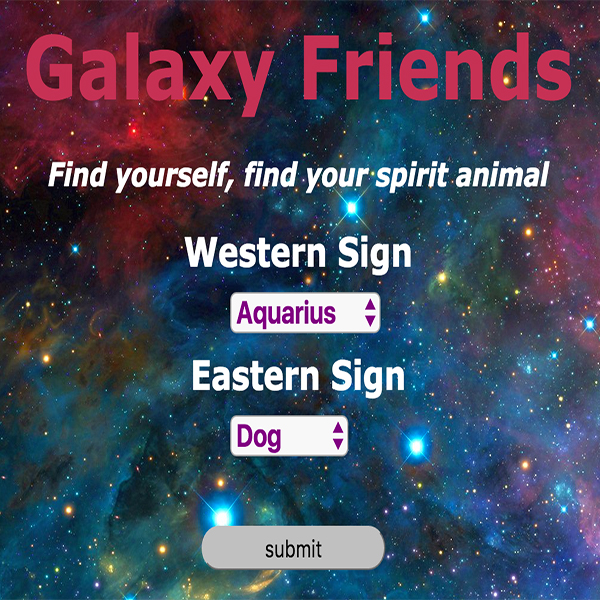 Galaxy Friends
Find yourself, find your spirit animal
Western Sign
Aquarius
Eastern Sign
Dog
submit